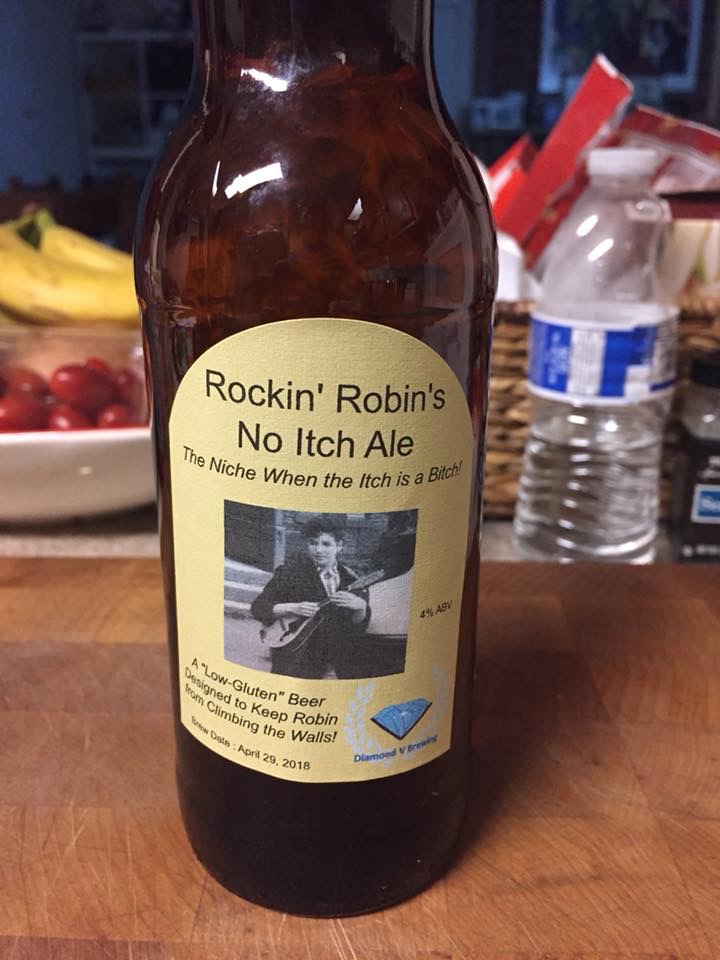 Rockin' Robin's
No Itch Ale
The Niche When the Itch is a Bitch!
4% ABV
A "Low-Gluten" Beer
Designed to Keep Robin
from Climbing the Walls!
Brew Date : April 29, 2018
Diamond V Brewing